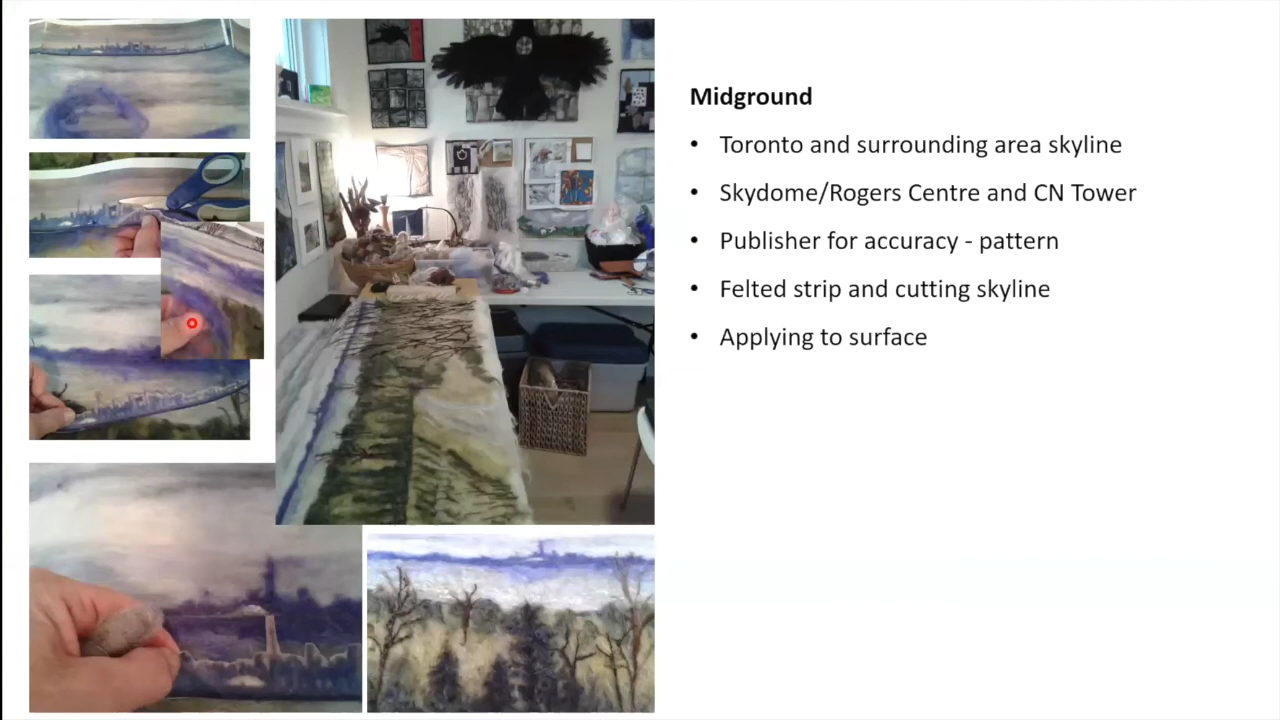 Midground
• Toronto and surrounding area skyline
• Skydome/Rogers Centre and CN Tower
• Publisher for accuracy - pattern
• Felted strip and cutting skyline
• Applying to surface